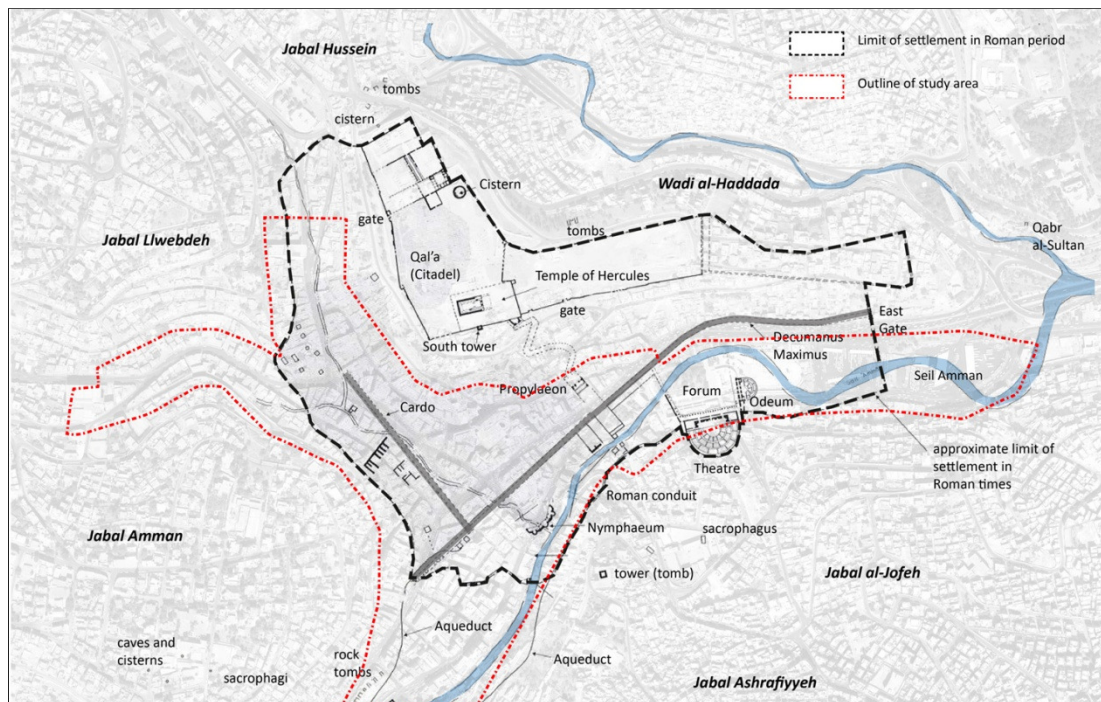 Jabal Hussein
Limit of settlement in Roman period
Outline of study area
tombs
cistern
Cistern
Wadi al-Haddada
gate
tombs
Qabr
al-Sultan
Jabal Llwebdeh
Qal'a
(Citadel)
Temple of Hercules
gate
East
Gate
South tower
Decumanus
Maximus
Seil Amman
Propylaeon
Forum
Odeum
Cardo
Theatre
approximate limit of
settlement in
Roman times
Roman conduit
Nymphaeum
sacrophagus
Jabal Amman
tower (tomb)
Jabal al-Jofeh
Aqueduct
caves and
cisterns
rock
tombs
Aqueduct
sacrophagi
Jabal Ashrafiyyeh